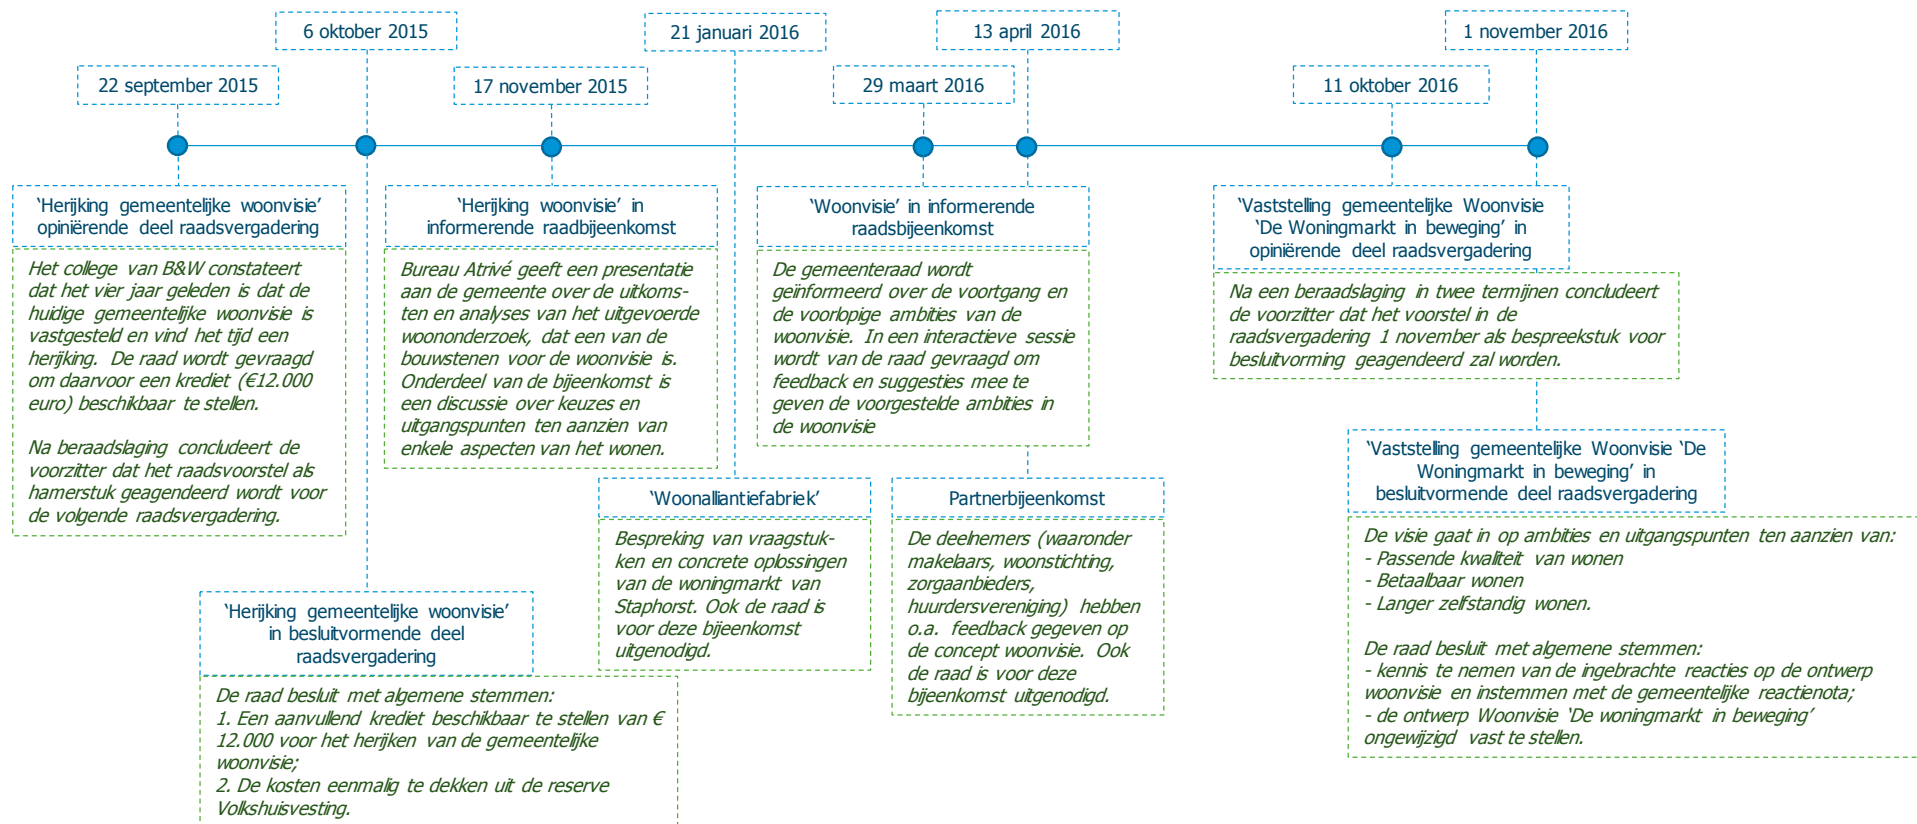 6 oktober 2015
21 januari 2016
13 april 2016
1 november 2016
22 september 2015
17 november 2015
29 maart 2016
11 oktober 2016
‘Herijking gemeentelijke woonvisie’
opiniërende deel raadsvergadering
Het college van B&W constateert
dat het vier jaar geleden is dat de
huidige gemeentelijke woonvisie is
vastgesteld en vind het tijd een
herijking. De raad wordt gevraagd
om daarvoor een krediet (€12.000
euro) beschikbaar te stellen.
Na beraadslaging concludeert de
voorzitter dat het raadsvoorstel als
hamerstuk geagendeerd wordt voor
de volgende raadsvergadering.
‘Herijking gemeentelijke woonvisie’
in besluitvormende deel
raadsvergadering
De raad besluit met algemene stemmen:
1. Een aanvullend krediet beschikbaar te stellen van €
12.000 voor het herijken van de gemeentelijke
woonvisie;
2. De kosten eenmalig te dekken uit de reserve
Volkshuisvesting.
‘Herijking woonvisie’ in
informerende raadbijeenkomst
Bureau Atrivé geeft een presentatie
aan de gemeente over de uitkoms-
ten en analyses van het uitgevoerde
woononderzoek, dat een van de
bouwstenen voor de woonvisie is.
Onderdeel van de bijeenkomst is
een discussie over keuzes en
uitgangspunten ten aanzien van
enkele aspecten van het wonen.
‘Woonalliantiefabriek’
Bespreking van vraagstuk-
ken en concrete oplossingen
van de woningmarkt van
Staphorst. Ook de raad is
voor deze bijeenkomst
uitgenodigd.
‘Woonvisie’ in informerende
raadsbijeenkomst
De gemeenteraad wordt
geïnformeerd over de voortgang en
de voorlopige ambities van de
woonvisie. In een interactieve sessie
wordt van de raad gevraagd om
feedback en suggesties mee te
geven de voorgestelde ambities in
de woonvisie
Partnerbijeenkomst
De deelnemers (waaronder
makelaars, woonstichting,
zorgaanbieders,
huurdersvereniging) hebben
o.a. feedback gegeven op
de concept woonvisie. Ook
de raad is voor deze
bijeenkomst uitgenodigd.
‘Vaststelling gemeentelijke Woonvisie
‘De Woningmarkt in beweging’ in
opiniërende deel raadsvergadering
Na een beraadslaging in twee termijnen concludeert
de voorzitter dat het voorstel in de
raadsvergadering 1 november als bespreekstuk voor
besluitvorming geagendeerd zal worden.
‘Vaststelling gemeentelijke Woonvisie ‘De
Woningmarkt in beweging’ in
besluitvormende deel raadsvergadering
De visie gaat in op ambities en uitgangspunten ten aanzien van:
- Passende kwaliteit van wonen
- Betaalbaar wonen
- Langer zelfstandig wonen.
De raad besluit met algemene stemmen:
- kennis te nemen van de ingebrachte reacties op de ontwerp
woonvisie en instemmen met de gemeentelijke reactienota;
- de ontwerp Woonvisie ‘De woningmarkt in beweging’
ongewijzigd vast te stellen.